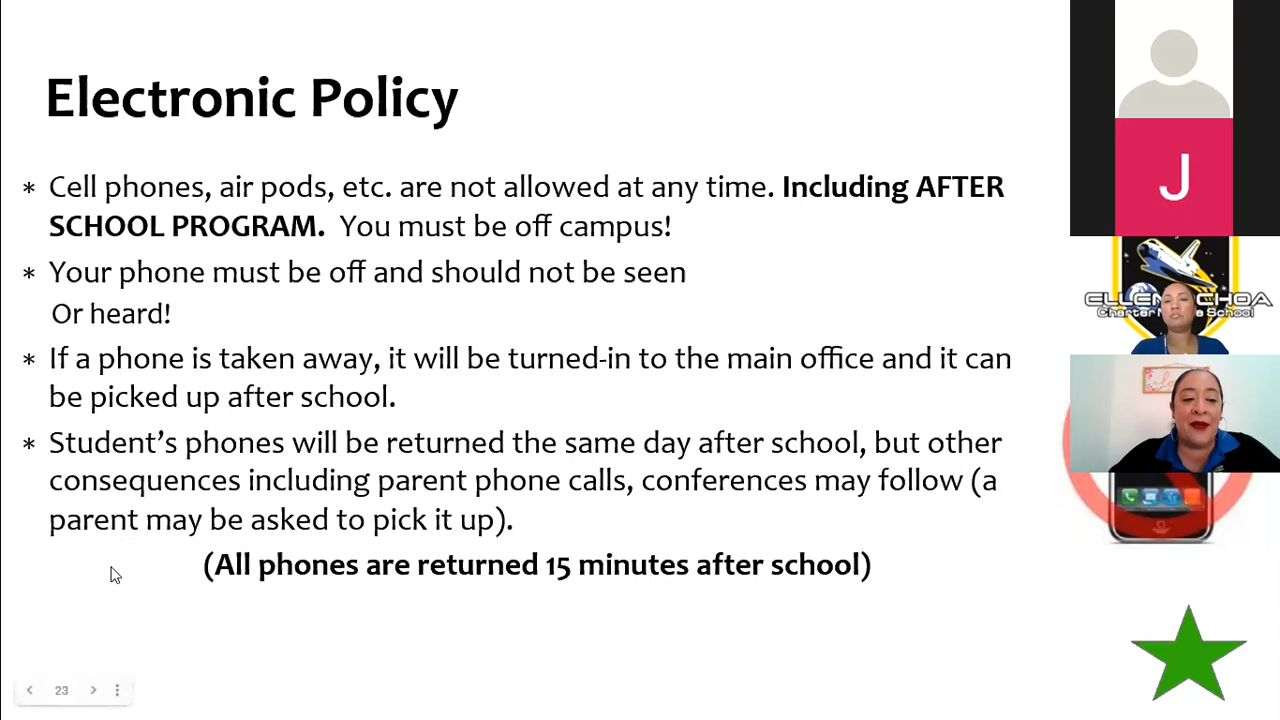 Electronic Policy
* Cell phones, air pods, etc. are not allowed at any time. Including AFTER
SCHOOL PROGRAM. You must be off campus!
* Your phone must be off and should not be seen
Or heard!
* If a phone is taken away, it will be turned-in to the main office and it can
be picked up after school.
* Student’s phones will be returned the same day after school, but other
consequences including parent phone calls, conferences may follow (a
parent may be asked to pick it up).
(All phones are returned 15 minutes after school)
23
J
ELLEN CHOA
Charter School